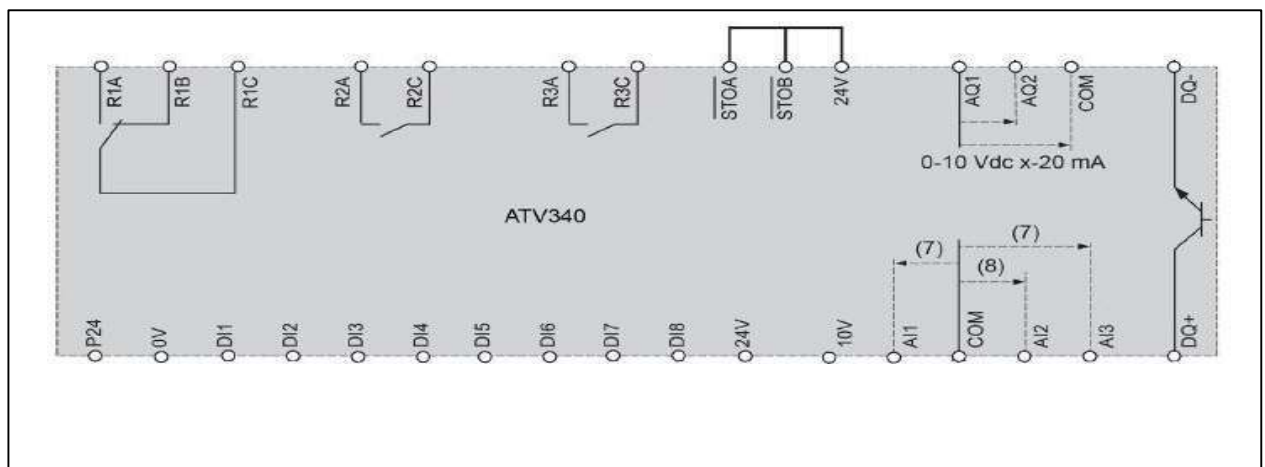 R1A R1B R1C R2A R2C R3A R3C STOA STOB 24V AQ1 AQ2 COM DQ-
0-10 Vdc x-20 mA
ATV340
(7) (7)
(8)
P24 0V DI1 DI2 DI3 DI4 DI5 DI6 DI7 DI8 24V 10V AI1 COM AI2 AI3 DQ+